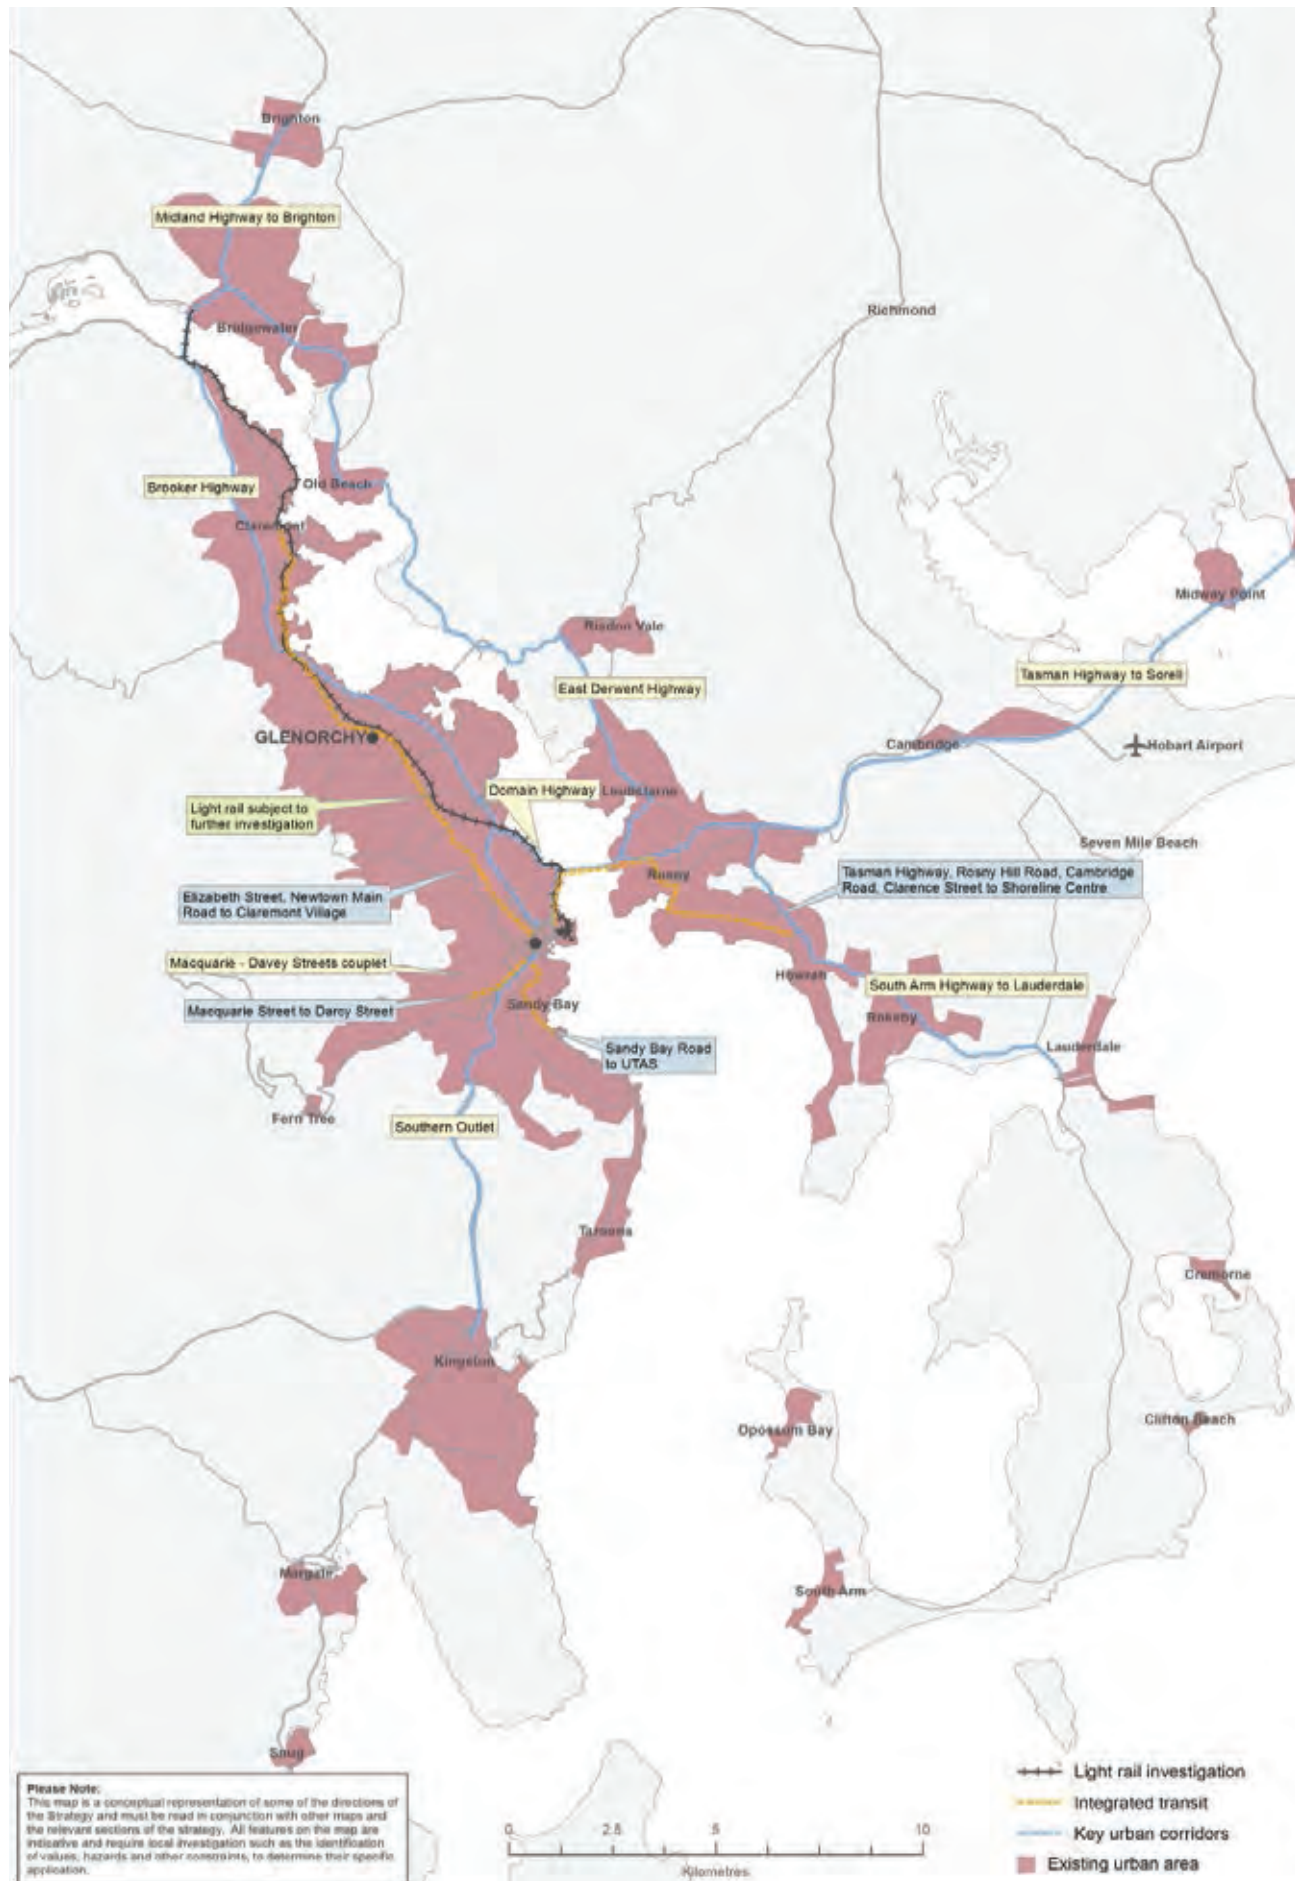 Brighton
Midland Highway to Brighton
Richmond
Bridgewater
Brooker Highway
Old Beach
Claremont
Midway Point
Risdon Vale
Tasman Highway to Sorell
East Derwent Highway
GLENORCHY
Cambridge
Hobart Airport
Domain Highway
Light rail subject to
further investigation
Seven Mile Beach
Rosny
Tasman Highway, Rosny Hill Road, Cambridge
Road, Clarence Street to Shoreline Centre
Elizabeth Street, Newtown Main
Road to Claremont Village
Macquarie - Davey Streets couplet
Howrah
South Arm Highway to Lauderdale
Macquarie Street to Darcy Street
Sandy Bay
Rokeby
Sandy Bay Road
to UTAS
Lauderdale
Fern Tree
Southern Outlet
Taroona
Cremorne
Kingston
Clifton Beach
Opossum Bay
Margate
South Arm
Snug
Please Note:
This map is a conceptual representation of some of the directions of
the Strategy and must be read in conjunction with other maps and
the relevant sections of the strategy. All features on the map are
indicative and require local investigation such as the identification
of values, hazards and other constraints, to determine their specific
application.
Light rail investigation
Integrated transit
Key urban corridors
Existing urban area
0 2.5 5 10
Kilometres